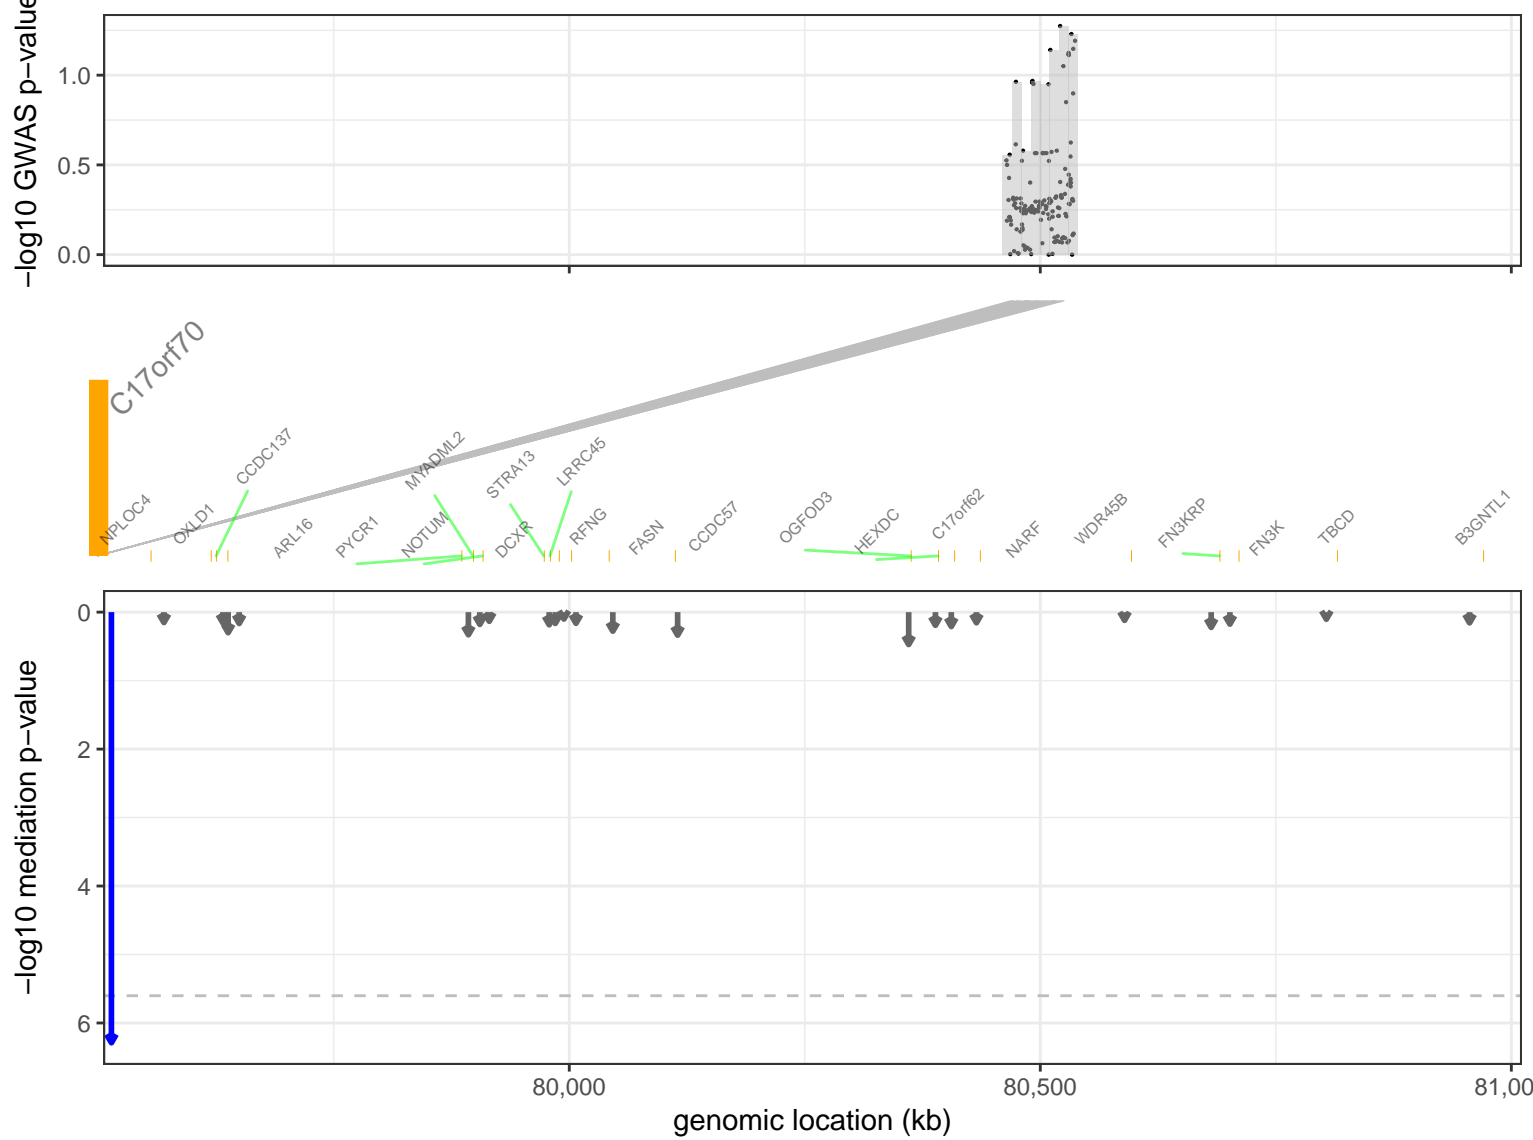 −log10 GWAS p−value
1.0
0.5
0.0
C17orf70
NPLOC4
OXLD1
CCDC137
ARL16
PYCR1
NOTUM
MYADML2
DCXR
STRA13
LRRC45
RFNG
FASN
CCDC57
OGFOD3
HEXDC
C17orf62
NARF
WDR45B
FN3KRP
FN3K
TBCD
B3GNTL1
−log10 mediation p−value
0
2
4
6
80,000
80,500
81,00
genomic location (kb)